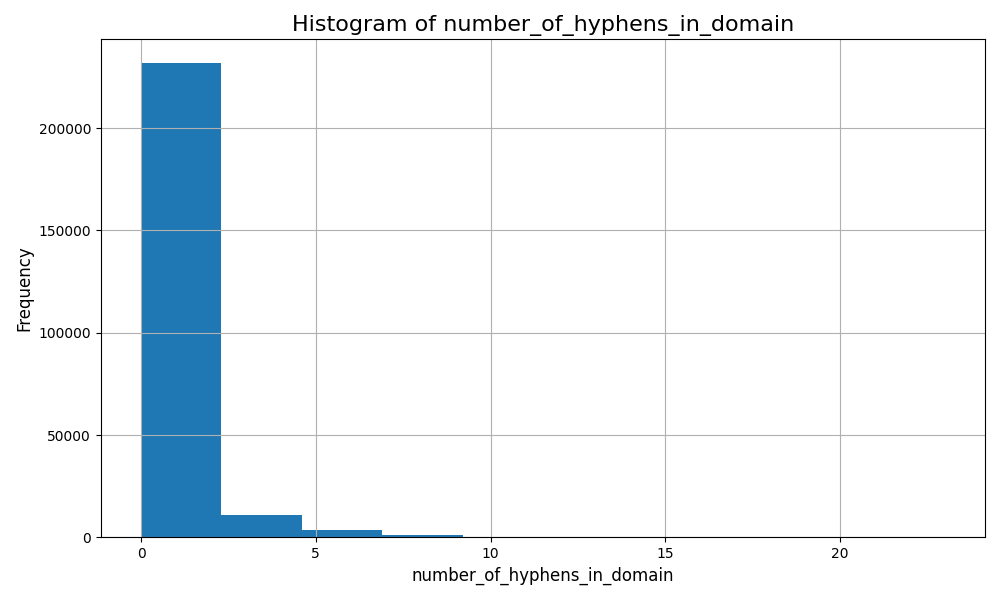 Histogram of number_of_hyphens_in_domain
Frequency
200000
150000
100000
50000
0
0 5 10 15 20
number_of_hyphens_in_domain